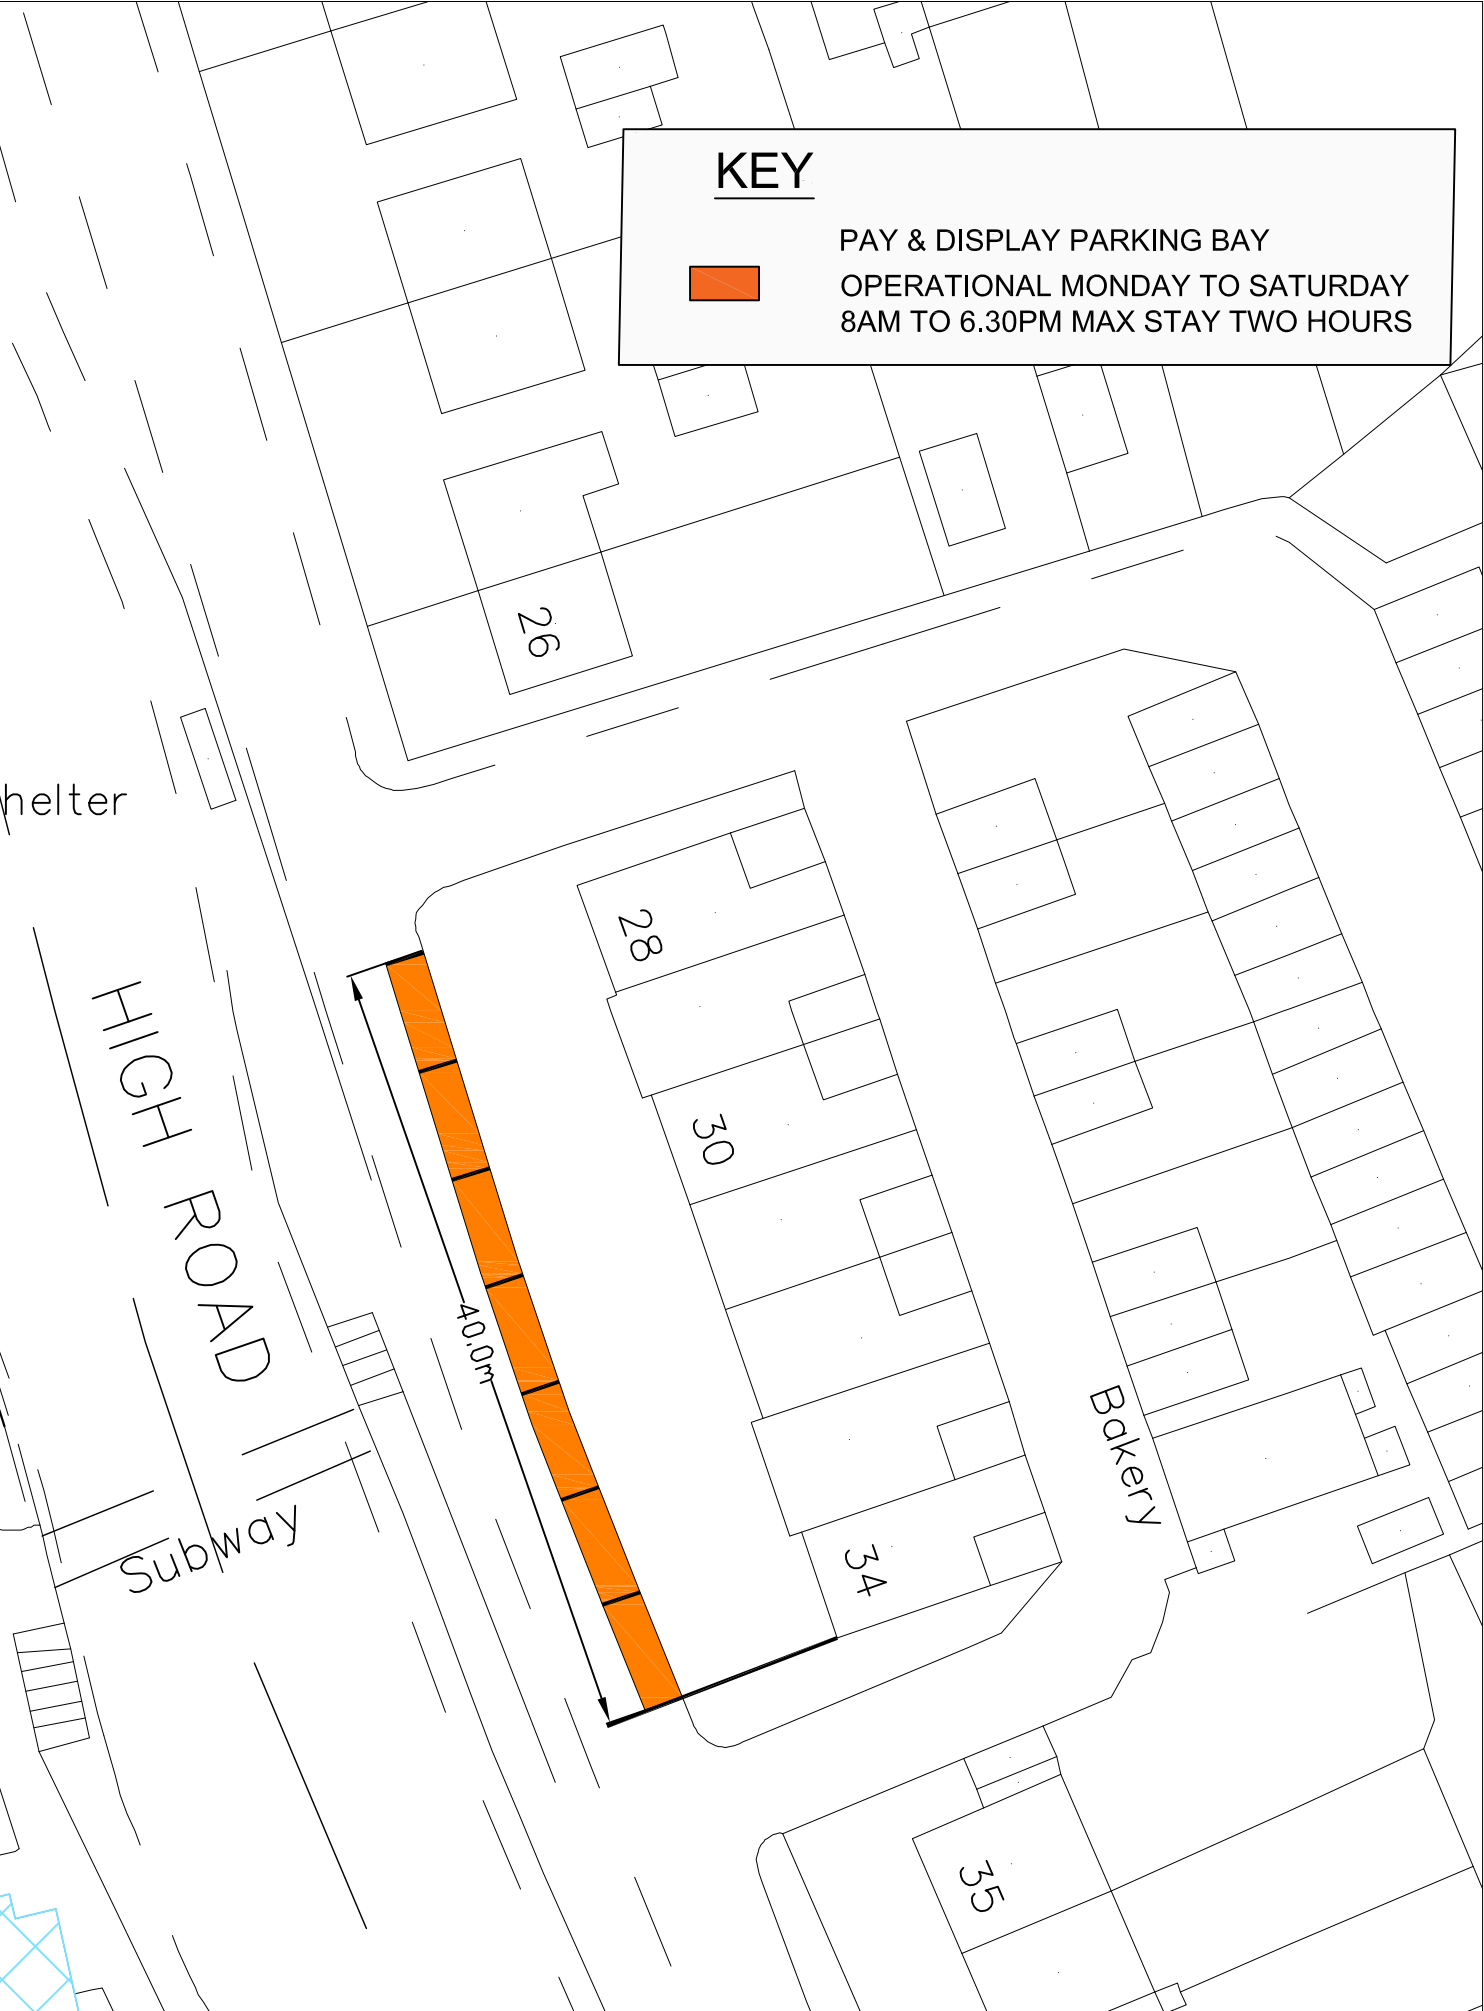 KEY
PAY & DISPLAY PARKING BAY
OPERATIONAL MONDAY TO SATURDAY
8AM TO 6.30PM MAX STAY TWO HOURS
26
helter
28
HIGH ROAD
30
40.0m
Bakery
Subway
34
35